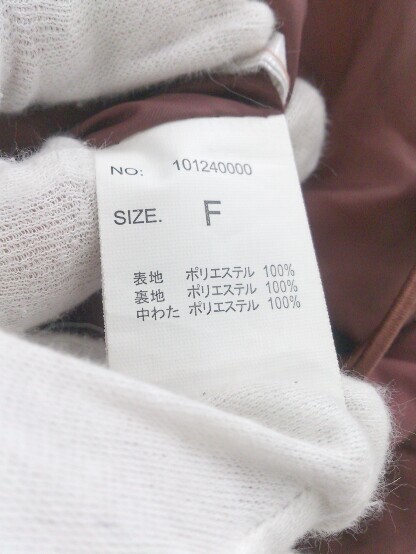 NO: 101240000
SIZE. F
表地 ポリエステル 100%
裏地 ポリエステル 100%
中わた ポリエステル 100%